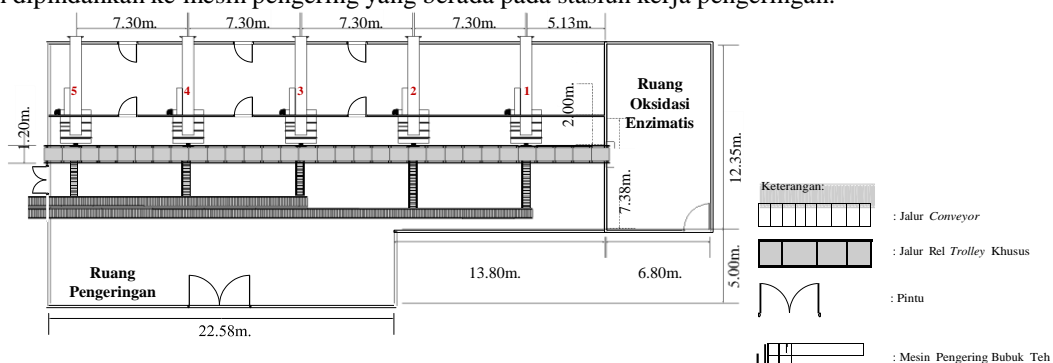 dipindahkan ke mesin pengering yang berada pada stasiun kerja pengeringan.
7.30m. 7.30m. 7.30m. 7.30m. 5.13m.
5 4 3 2 1
Ruang
Oksidasi
Enzimatis
2.00m.
1.20m.
12.35m.
7.38m.
Keterangan:
: Jalur Conveyor
: Jalur Rel Trolley Khusus
Ruang
Pengeringan
13.80m. 6.80m.
5.00m.
: Pintu
22.58m.
: Mesin Pengering Bubuk Teh